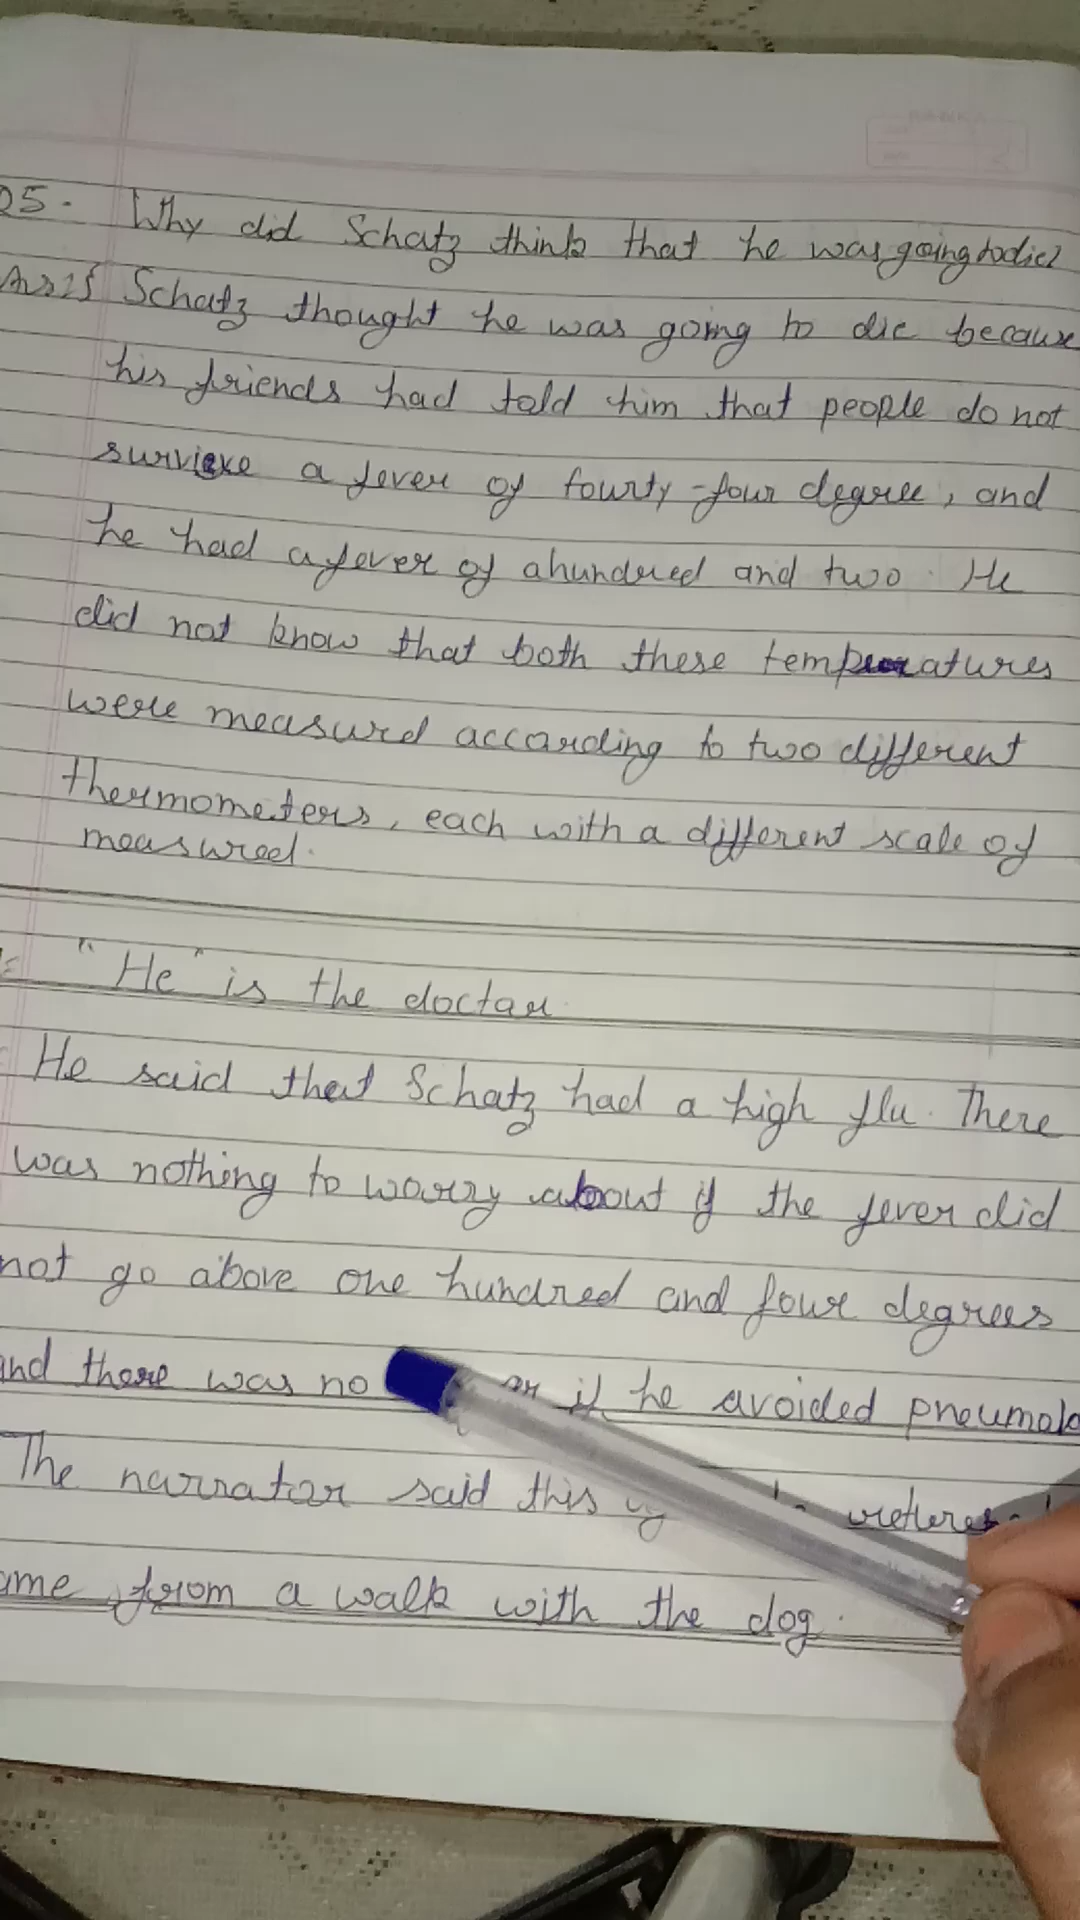 Q5. Why did Schatz think that he was going to die?
Ans5 Schatz thought he was going to die because
his friends had told him that people do not
survive a fever of fourty-four degree, and
he had a fever of a hundred and two. He
did not know that both these temperatures
were measurd according to two different
thermometers, each with a different scale of
measured.
"He" is the doctor.
He said that Schatz had a high flu. There
was nothing to worry about if the fever did
not go above one hundred and four degrees
and there was no if he avoided
The narrator said this
from a walk with the dog.